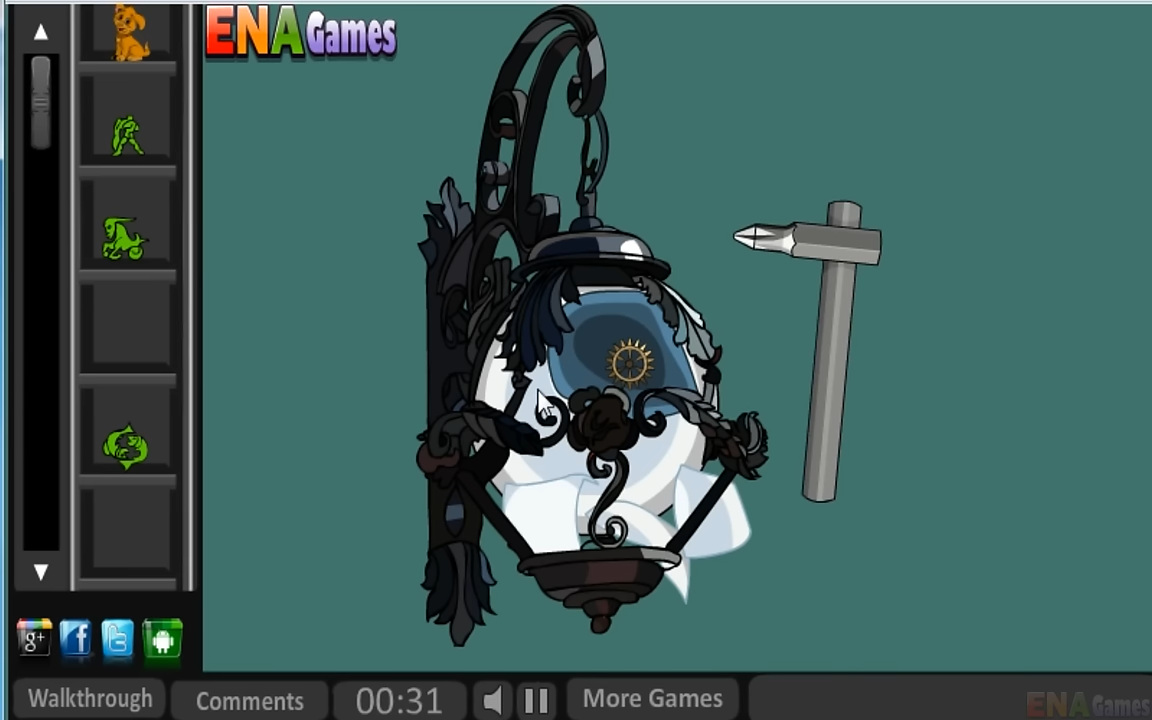 ENA Games
g+
f
t
Walkthrough
Comments
00:31
More Games
ENA Games